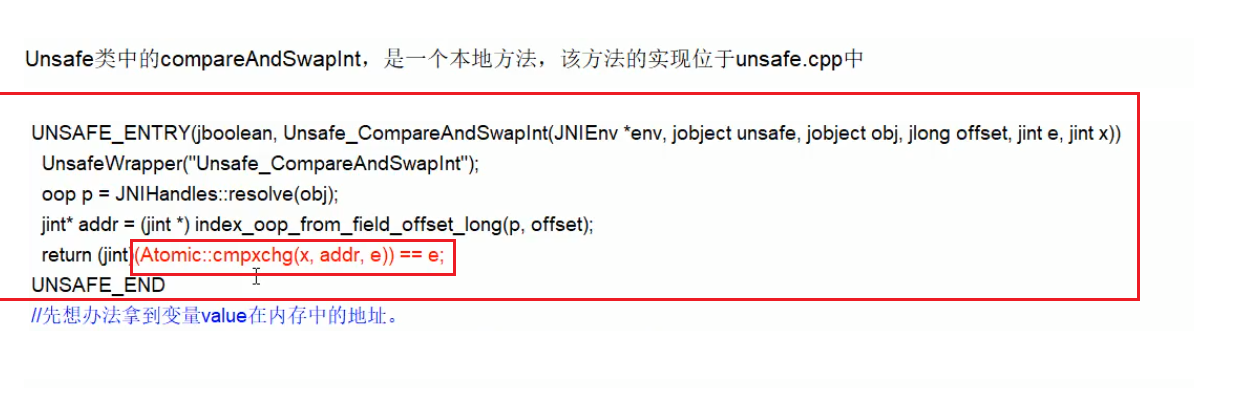 Unsafe类中的compareAndSwapInt，是一个本地方法，该方法的实现位于unsafe.cpp中
UNSAFE_ENTRY(jboolean, Unsafe_CompareAndSwapInt(JNIEnv *env, jobject unsafe, jobject obj, jlong offset, jint e, jint x))
UnsafeWrapper("Unsafe_CompareAndSwapInt");
oop p = JNIHandles::resolve(obj);
jint* addr = (jint *) index_oop_from_field_offset_long(p, offset);
return (jint)(Atomic::cmpxchg(x, addr, e)) == e;
UNSAFE_END
//先想办法拿到变量value在内存中的地址。